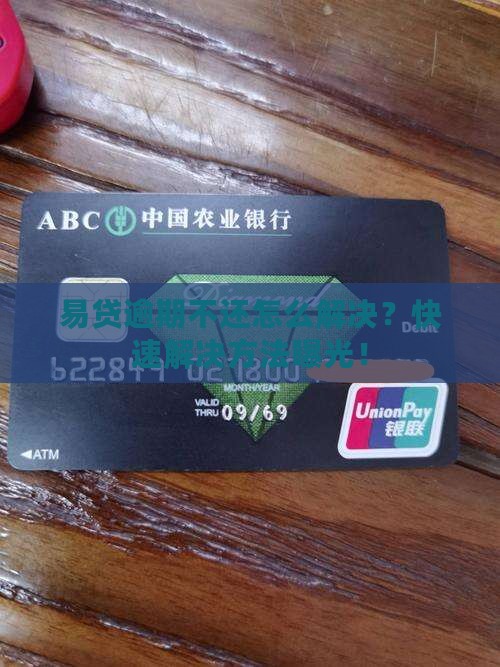 ABC 中国农业银行
Diamond
易贷逾期不还怎么解决？快
速解决方法曝光！
Debit
MONTH/YEAR
VALID
THRU 09/69
UnionPay
银联
ATM